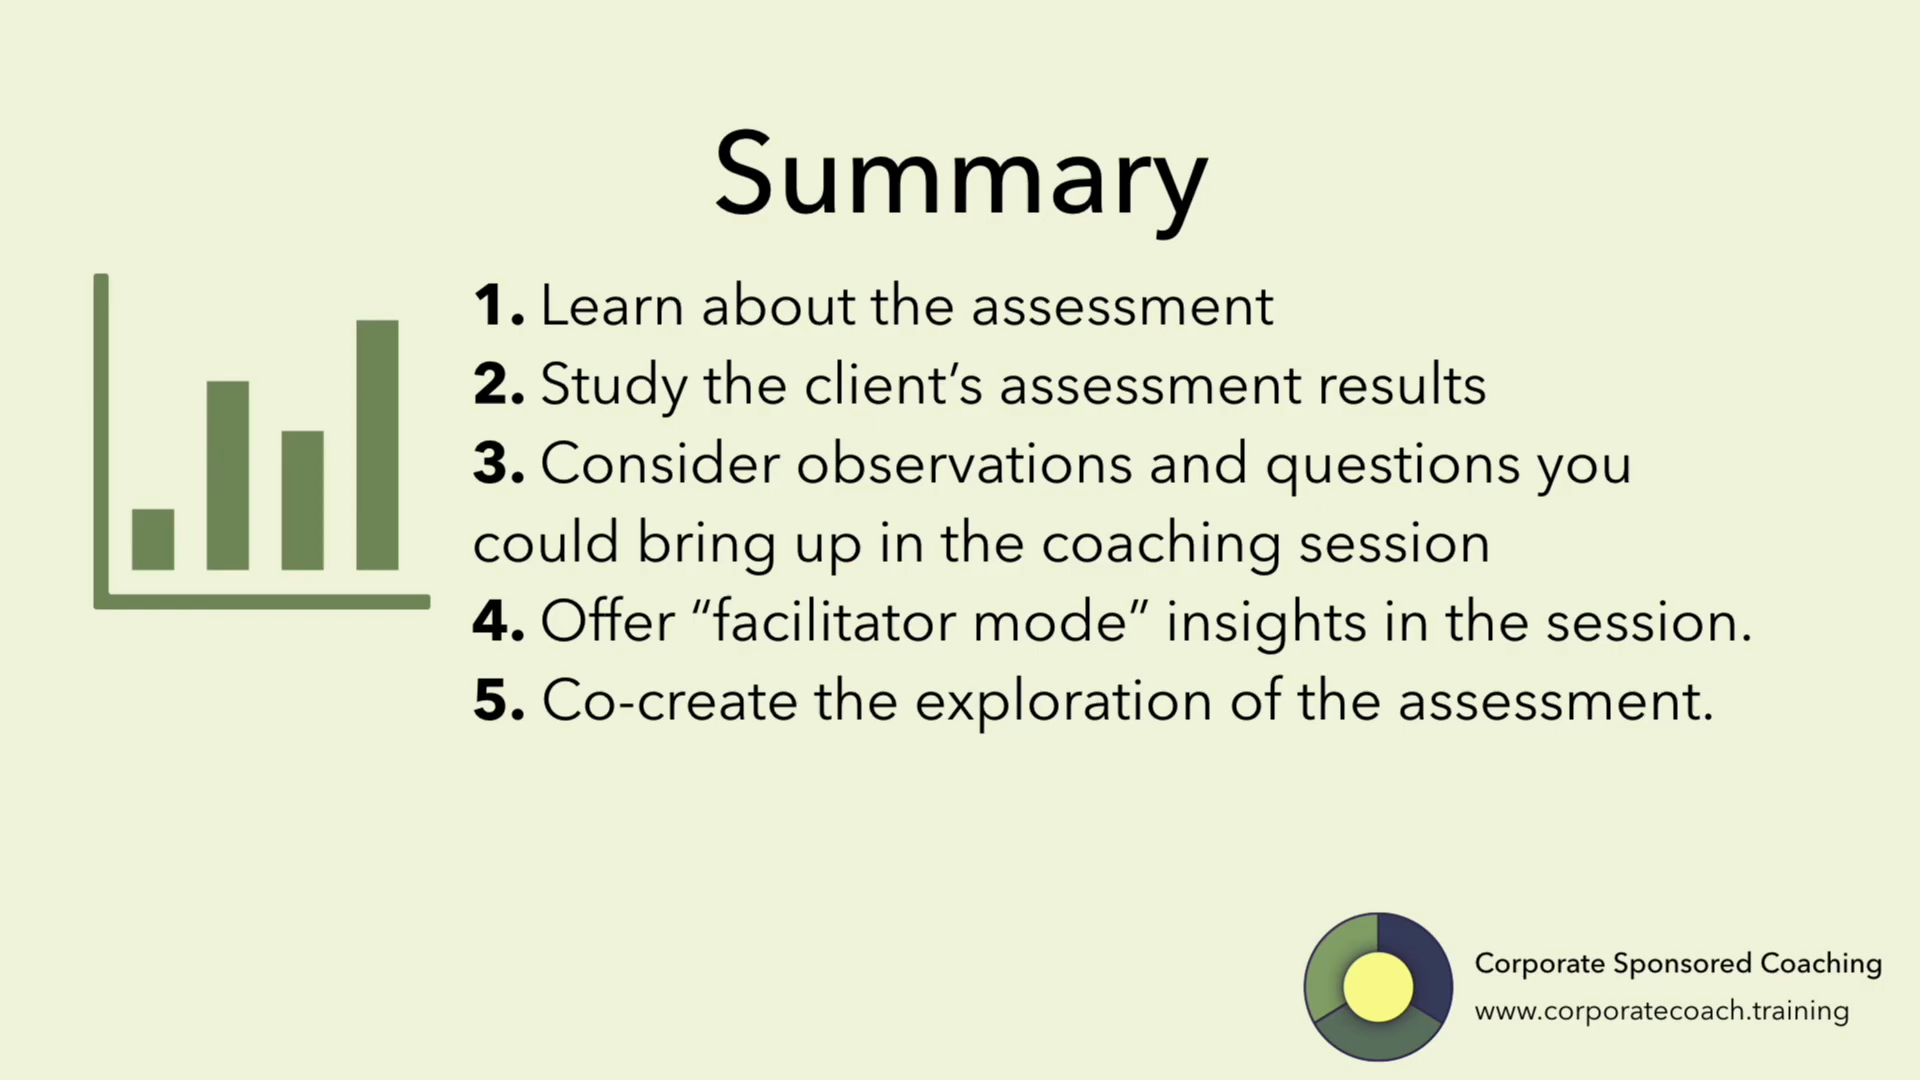 Summary
1. Learn about the assessment
2. Study the client’s assessment results
3. Consider observations and questions you
could bring up in the coaching session
4. Offer “facilitator mode” insights in the session.
5. Co-create the exploration of the assessment.
Corporate Sponsored Coaching
www.corporatecoach.training